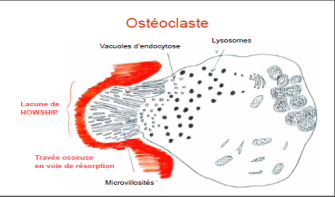 Ostéoclaste
Lysosomes
Vacuoles d'endocytose
Lacune de
HOWSHIP
Travée osseuse
en voie de résorption
Microvillosités